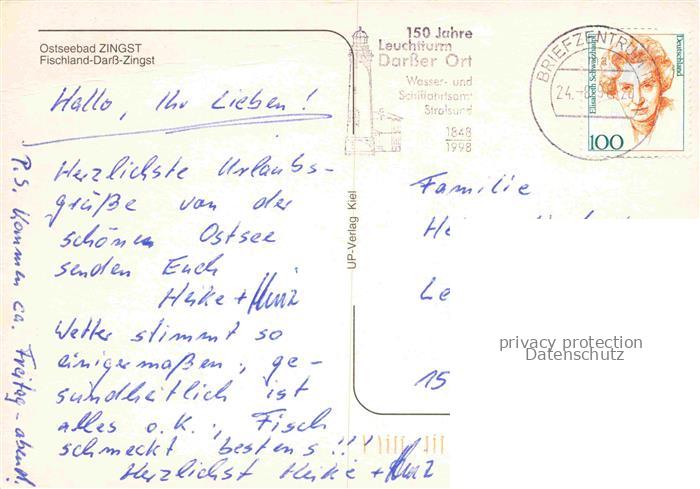 Ostseebad ZINGST
Fischland-Darß-Zingst
Hallo, Ihr Lieben!
Herzlichste Urlaubs-
grüße von der
schönen Ostsee
senden Euch
Heike + Heinz
Wetter stimmt so
einigermaßen, ge-
sundheitlich ist
alles o.k., Fisch
schmeckt bestens!!!
Herzlichst Heike + Heinz
P.S. Kommen ca. Freitag-abend!
UP-Verlag Kiel
150 Jahre
Leuchtturm
Darßer Ort
Wasser- und
Schiffahrtsamt
Stralsund
1848
1998
BRIEFZENTRUM
24.-8.
Elisabeth Schwarzhaupt
Deutschland
100
Familie
He
Le
15
privacy protection
Datenschutz